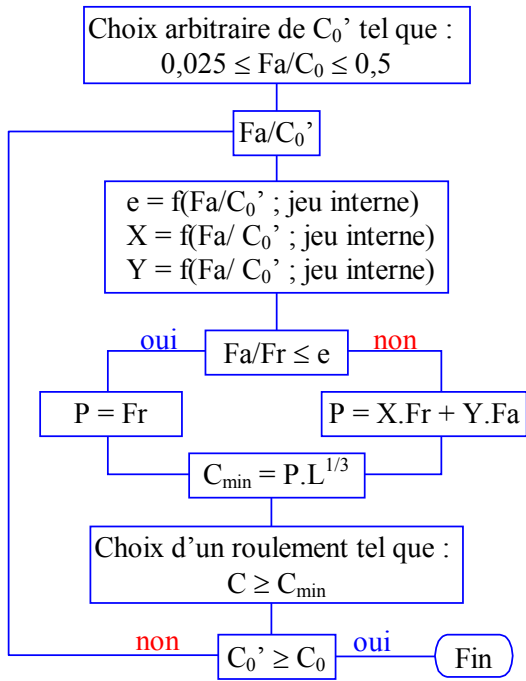 Choix arbitraire de C₀’ tel que :
0,025 ≤ Fa/C₀ ≤ 0,5
Fa/C₀’
e = f(Fa/C₀’ ; jeu interne)
X = f(Fa/ C₀’ ; jeu interne)
Y = f(Fa/ C₀’ ; jeu interne)
oui
Fa/Fr ≤ e
non
P = Fr
P = X.Fr + Y.Fa
Cmin = P.L^1/3
Choix d’un roulement tel que :
C ≥ Cmin
non
C₀’ ≥ C₀
oui
Fin